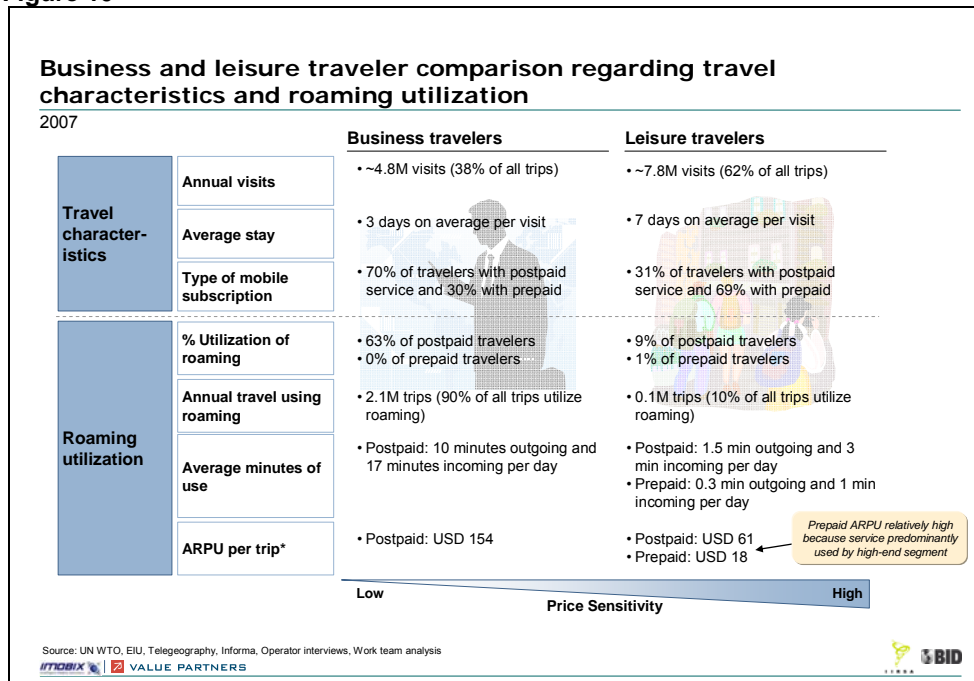 Business and leisure traveler comparison regarding travel
characteristics and roaming utilization
2007
Business travelers
Leisure travelers
Travel
character-
istics
Annual visits
• ~4.8M visits (38% of all trips)
• ~7.8M visits (62% of all trips)
Average stay
• 3 days on average per visit
• 7 days on average per visit
Type of mobile
subscription
• 70% of travelers with postpaid
service and 30% with prepaid
• 31% of travelers with postpaid
service and 69% with prepaid
Roaming
utilization
% Utilization of
roaming
• 63% of postpaid travelers
• 0% of prepaid travelers
• 9% of postpaid travelers
• 1% of prepaid travelers
Annual travel using
roaming
• 2.1M trips (90% of all trips utilize
roaming)
• 0.1M trips (10% of all trips utilize
roaming)
Average minutes of
use
• Postpaid: 10 minutes outgoing and
17 minutes incoming per day
• Postpaid: 1.5 min outgoing and 3
min incoming per day
• Prepaid: 0.3 min outgoing and 1 min
incoming per day
ARPU per trip*
• Postpaid: USD 154
• Postpaid: USD 61
• Prepaid: USD 18
Prepaid ARPU relatively high
because service predominantly
used by high-end segment
Low
High
Price Sensitivity
Source: UN WTO, EIU, Telegeography, Informa, Operator interviews, Work team analysis
imobix
VALUE PARTNERS
BID